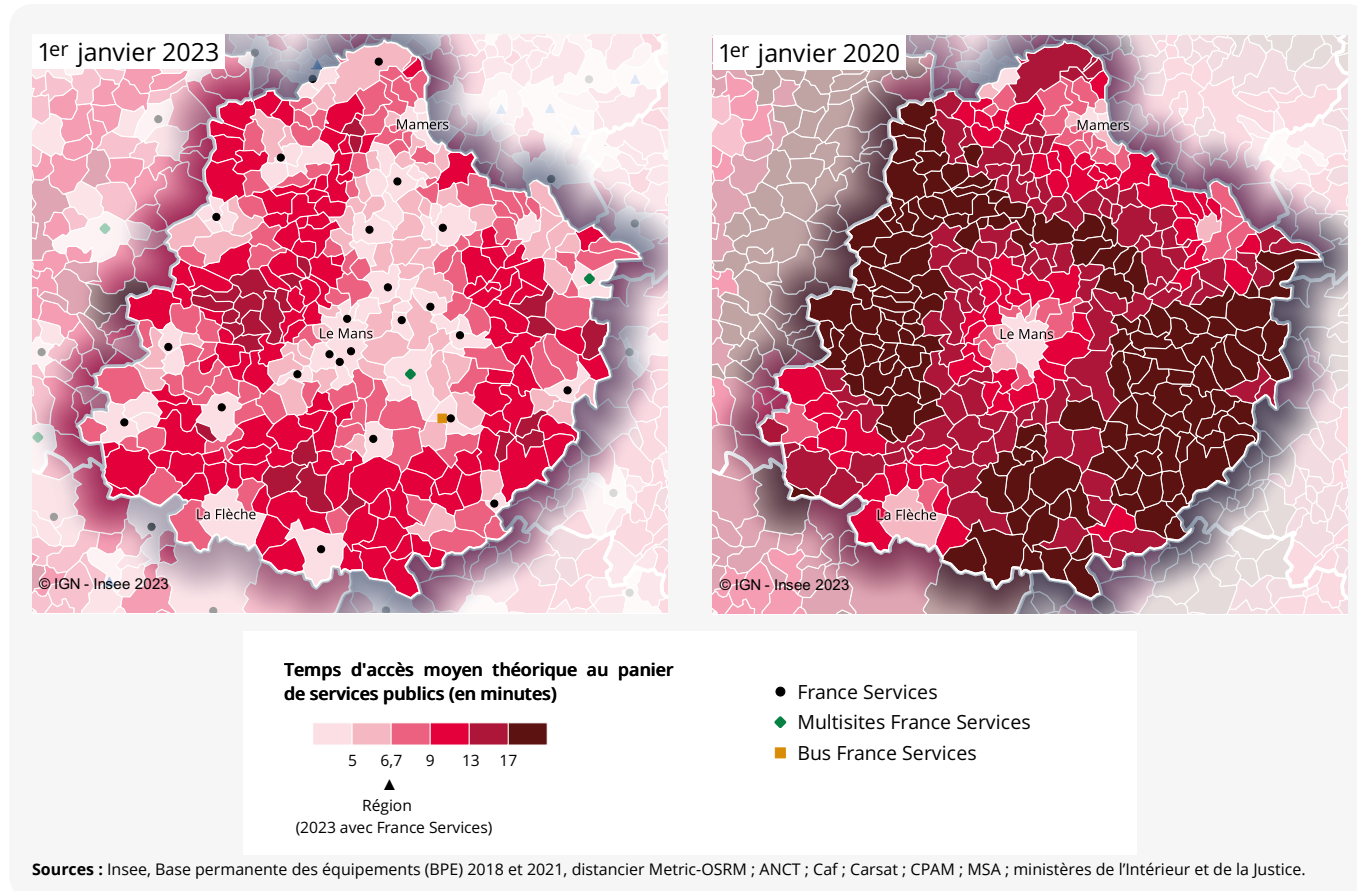 1er janvier 2023
Mamers
Le Mans
La Flèche
© IGN - Insee 2023
1er janvier 2020
Mamers
Le Mans
La Flèche
© IGN - Insee 2023
Temps d'accès moyen théorique au panier
de services publics (en minutes)
5 6,7 9 13 17
Région
(2023 avec France Services)
France Services
Multisites France Services
Bus France Services
Sources : Insee, Base permanente des équipements (BPE) 2018 et 2021, distancier Metric-OSRM ; ANCT ; Caf ; Carsat ; CPAM ; MSA ; ministères de l'Intérieur et de la Justice.